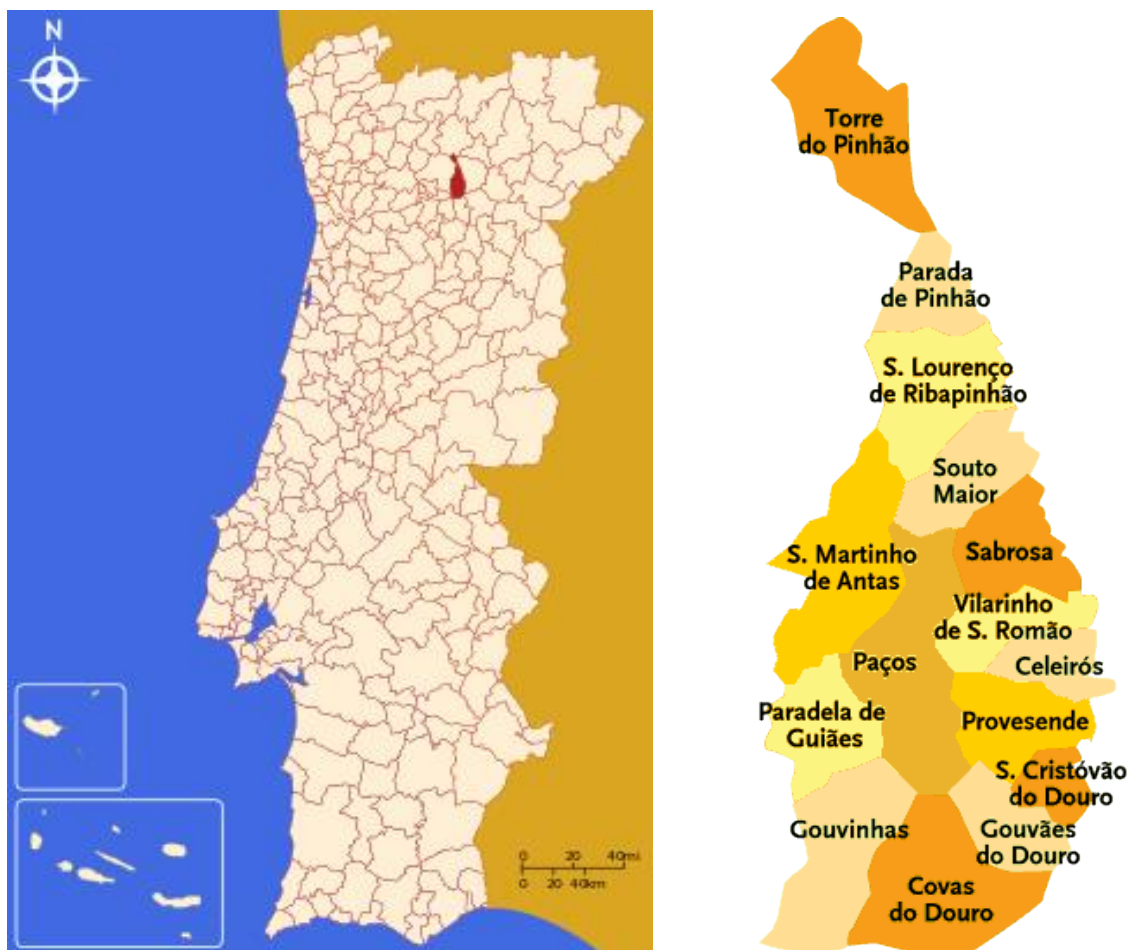 N
0 20 40mi
0 20 40km
Torre
do Pinhão
Parada
de Pinhão
S. Lourenço
de Ribapinhão
Souto
Maior
S. Martinho
de Antas
Sabrosa
Vilarinho
de S. Romão
Paços
Celeirós
Paradela de
Guiães
Provesende
S. Cristóvão
do Douro
Gouvinhas
Gouvães
do Douro
Covas
do Douro